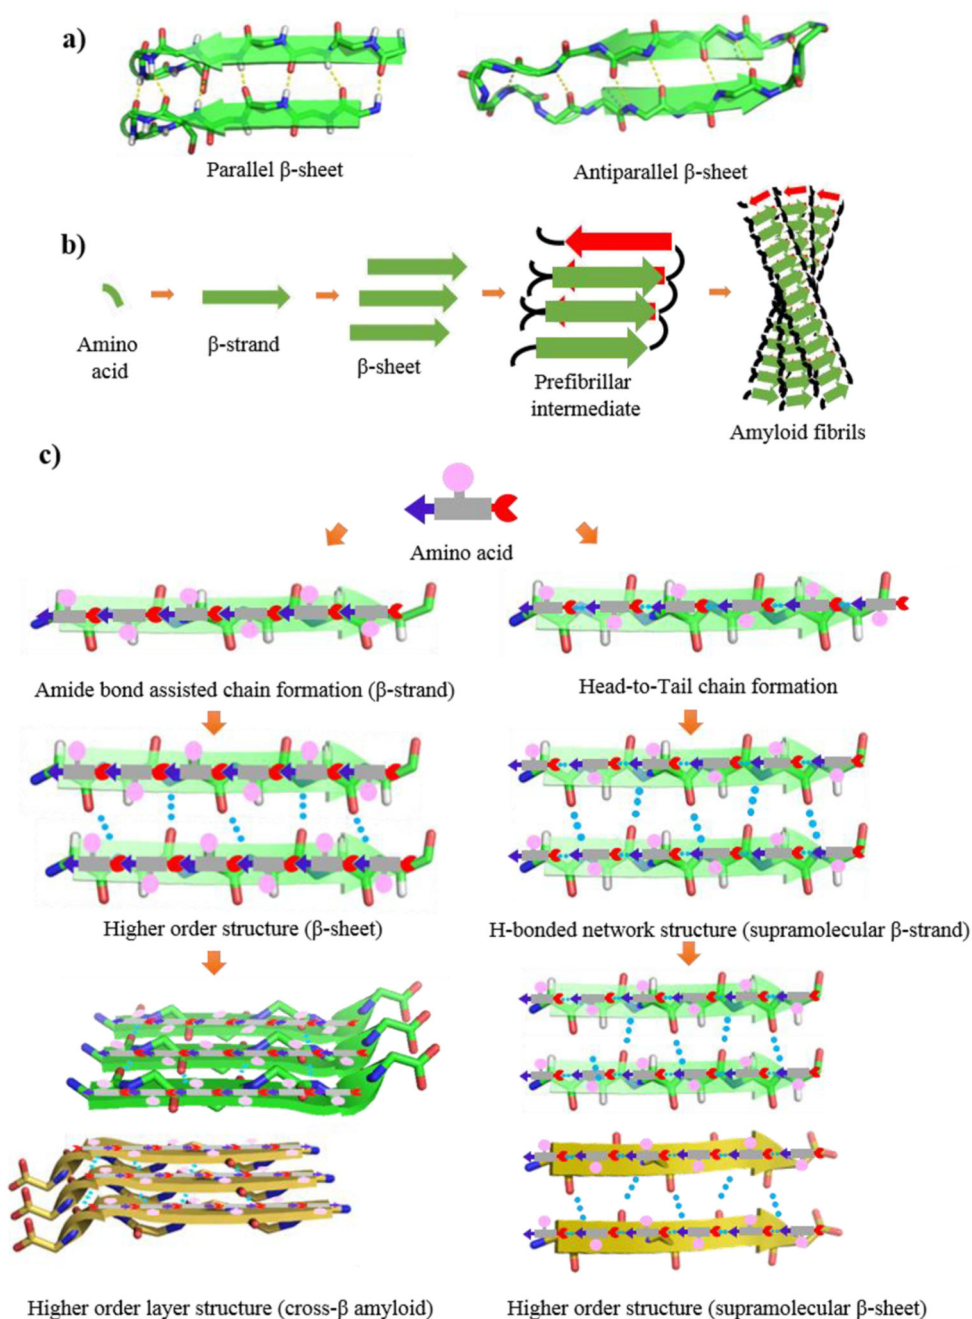 a)
Parallel β-sheet
Antiparallel β-sheet
b)
Amino
acid
β-strand
β-sheet
Prefibrillar
intermediate
Amyloid fibrils
c)
Amino acid
Amide bond assisted chain formation (β-strand)
Head-to-Tail chain formation
Higher order structure (β-sheet)
H-bonded network structure (supramolecular β-strand)
Higher order layer structure (cross-β amyloid)
Higher order structure (supramolecular β-sheet)